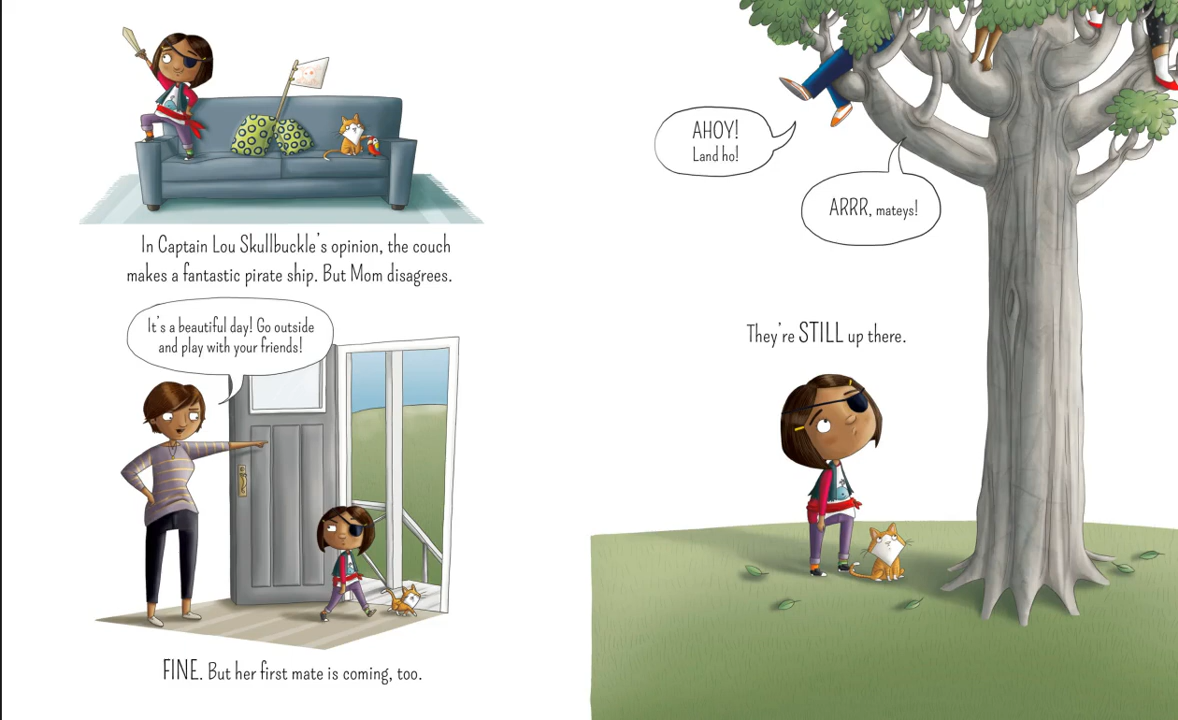 In Captain Lou Skullbuckle's opinion, the couch
makes a fantastic pirate ship. But Mom disagrees.
It's a beautiful day! Go outside
and play with your friends!
FINE. But her first mate is coming, too.
AHOY!
Land ho!
ARRR, mateys!
They're STILL up there.